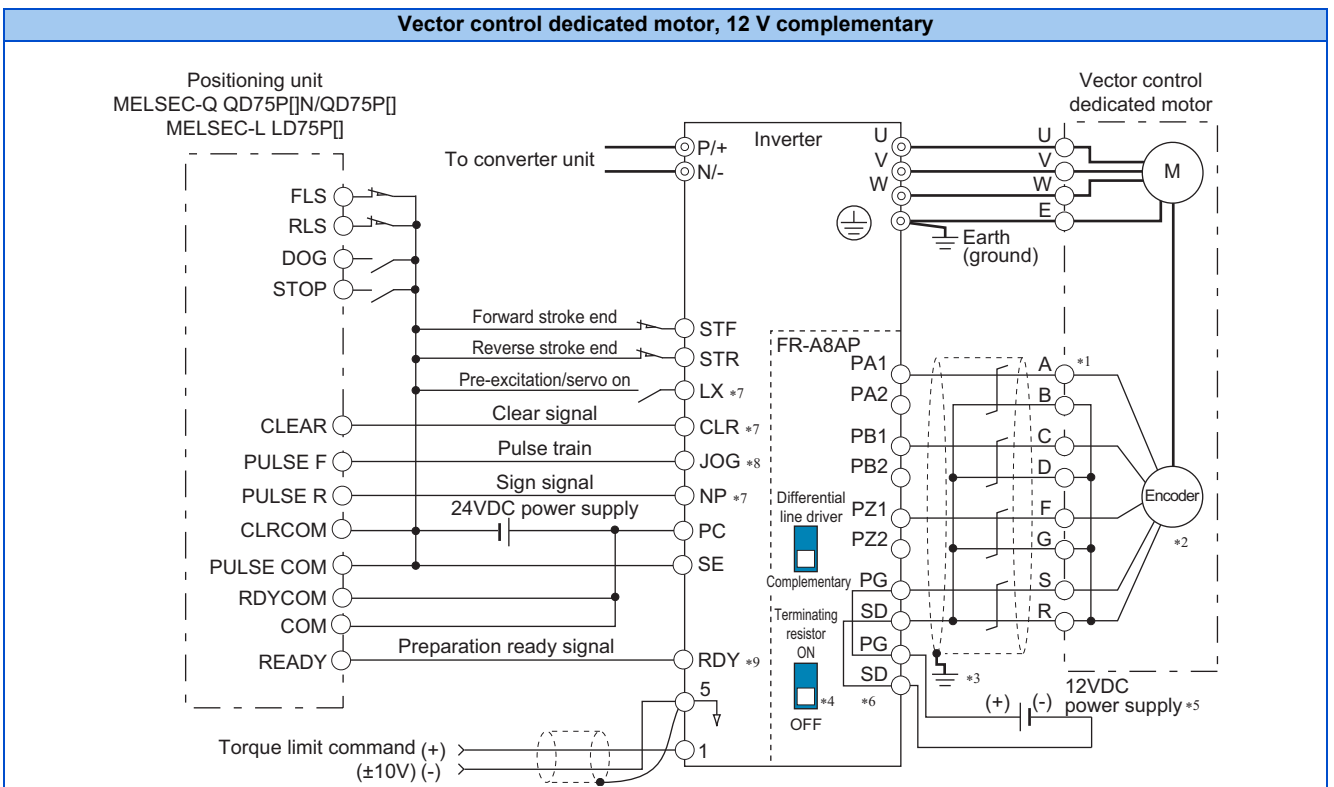 Vector control dedicated motor, 12 V complementary
Positioning unit
MELSEC-Q QD75P[]N/QD75P[]
MELSEC-L LD75P[]
FLS
RLS
DOG
STOP
CLEAR
PULSE F
PULSE R
CLRCOM
PULSE COM
RDYCOM
COM
READY
To converter unit
Forward stroke end
Reverse stroke end
Pre-excitation/servo on
Clear signal
Pulse train
Sign signal
24VDC power supply
Preparation ready signal
Torque limit command (+)
(±10V) (-)
Inverter
P/+
N/-
STF
STR
LX *7
CLR *7
JOG *8
NP *7
PC
SE
RDY *9
5
1
U
V
W
Earth
(ground)
FR-A8AP
PA1
PA2
PB1
PB2
PZ1
PZ2
PG
SD
PG
SD
*6
Differential
line driver
Complementary
Terminating
resistor
ON
*4
OFF
Vector control
dedicated motor
U
V
W
E
M
A *1
B
C
D
F
G
S
R
Encoder
*2
*3
12VDC
(+) (-) power supply *5